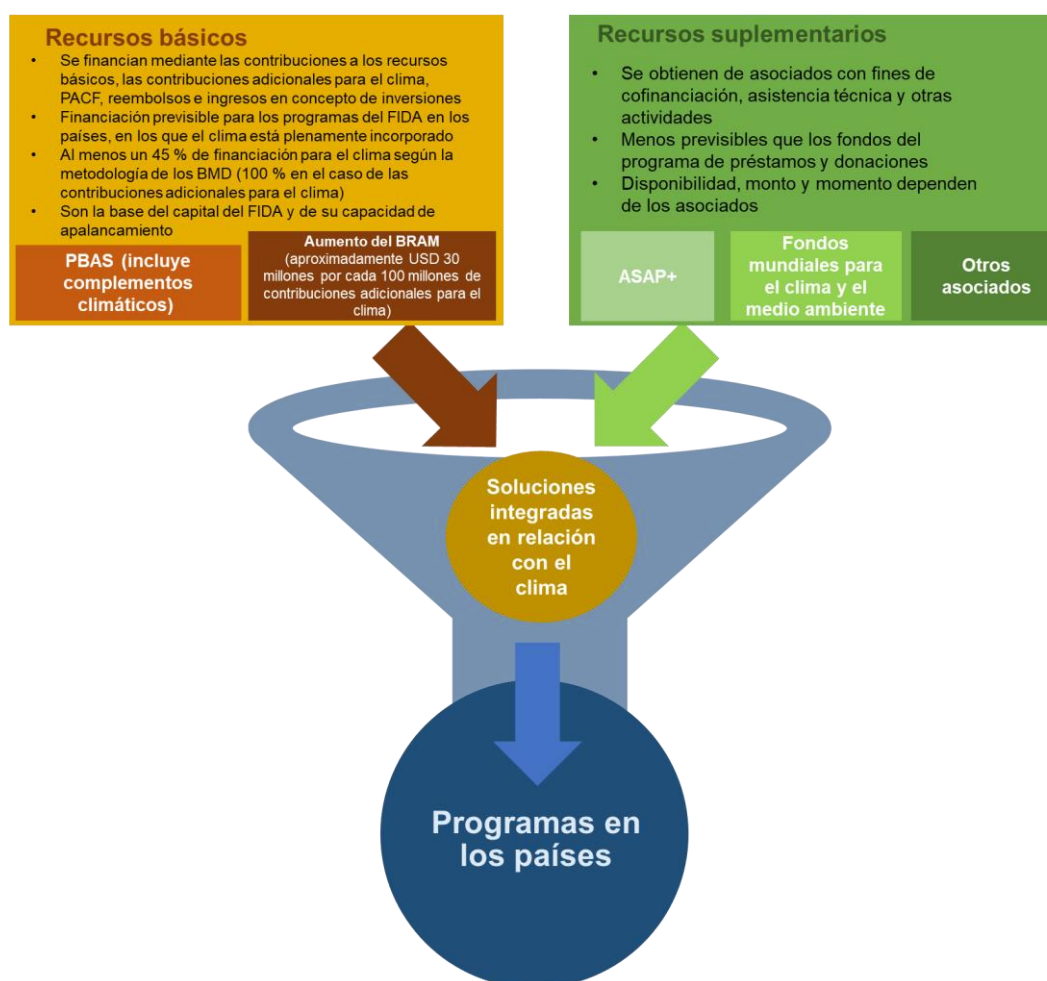 Recursos básicos
• Se financian mediante las contribuciones a los recursos
básicos, las contribuciones adicionales para el clima,
PACF, reembolsos e ingresos en concepto de inversiones
• Financiación previsible para los programas del FIDA en los
países, en los que el clima está plenamente incorporado
• Al menos un 45 % de financiación para el clima según la
metodología de los BMD (100 % en el caso de las
contribuciones adicionales para el clima)
• Son la base del capital del FIDA y de su capacidad de
apalancamiento
PBAS (incluye
complementos
climáticos)
Aumento del BRAM
(aproximadamente USD 30
millones por cada 100 millones de
contribuciones adicionales para el
clima)
Recursos suplementarios
• Se obtienen de asociados con fines de
cofinanciación, asistencia técnica y otras
actividades
• Menos previsibles que los fondos del
programa de préstamos y donaciones
• Disponibilidad, monto y momento dependen
de los asociados
ASAP+
Fondos
mundiales para
el clima y el
medio ambiente
Otros
asociados
Soluciones
integradas
en relación
con el
clima
Programas en
los países